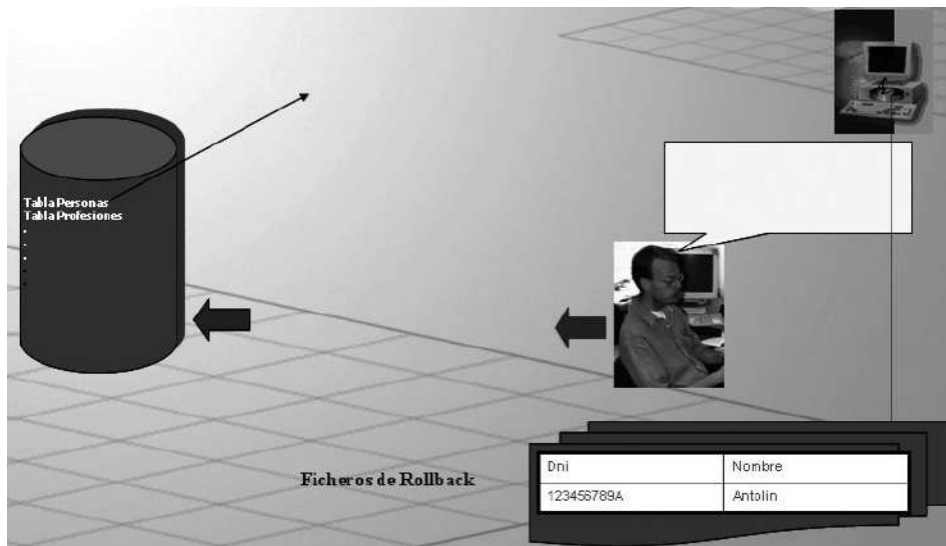 Tabla Personas
Tabla Profesiones
Ficheros de Rollback
Dni Nombre
123456789A Antolin